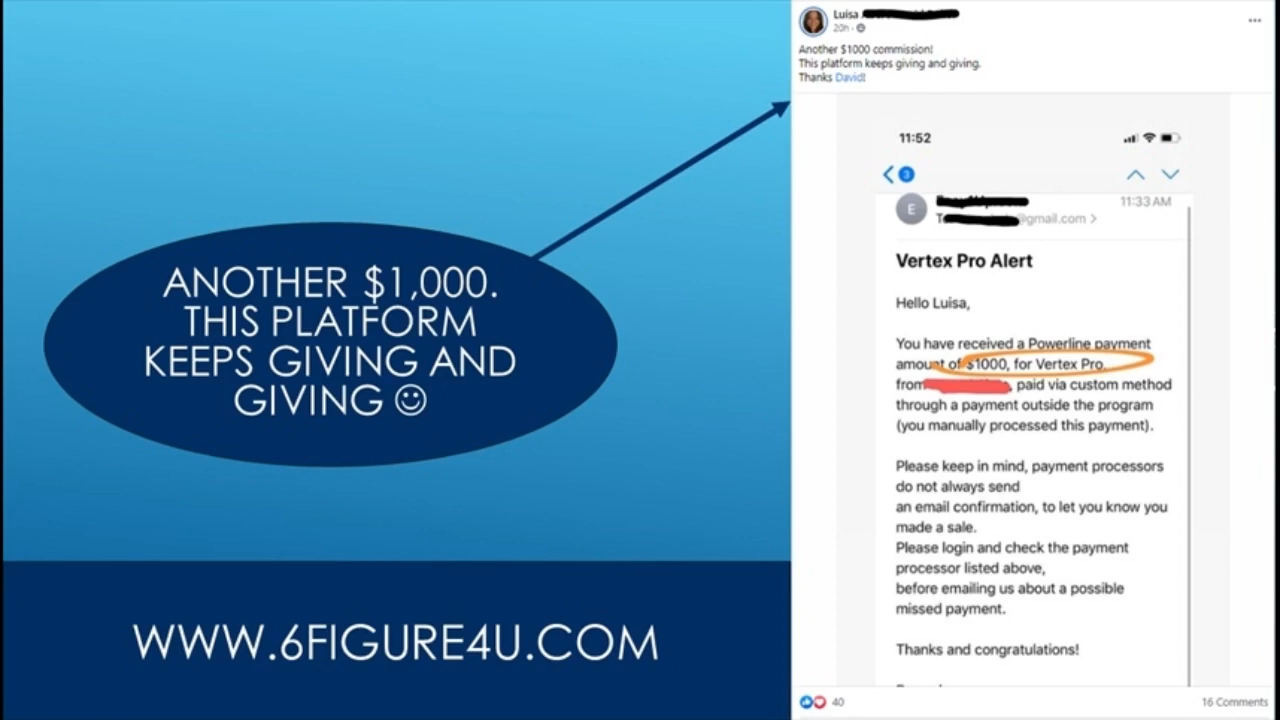 ANOTHER $1,000.
THIS PLATFORM
KEEPS GIVING AND
GIVING ☺
WWW.6FIGURE4U.COM
Luisa
20h ·
Another $1000 commission!
This platform keeps giving and giving.
Thanks David!
11:52
3
E
11:33 AM
@gmail.com >
Vertex Pro Alert
Hello Luisa,
You have received a Powerline payment
amount of $1000, for Vertex Pro.
from , paid via custom method
through a payment outside the program
(you manually processed this payment).
Please keep in mind, payment processors
do not always send
an email confirmation, to let you know you
made a sale.
Please login and check the payment
processor listed above,
before emailing us about a possible
missed payment.
Thanks and congratulations!
40
16 Comments